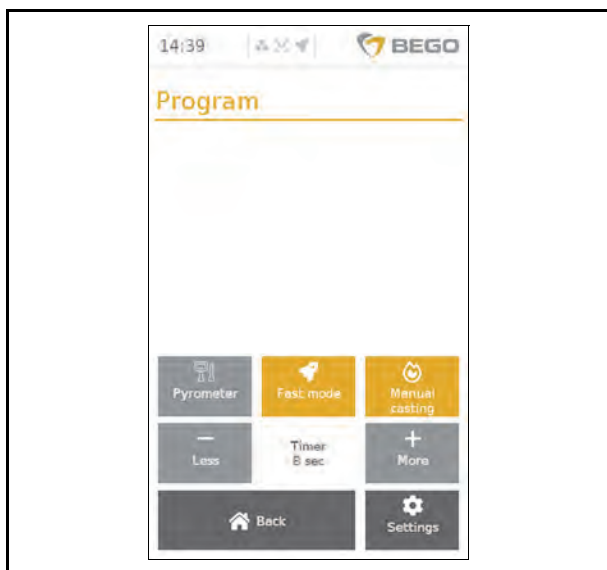 14:39
BEGO
Program
Pyrometer
Fast mode
Manual
casting
Less
Timer
8 sec
More
Back
Settings